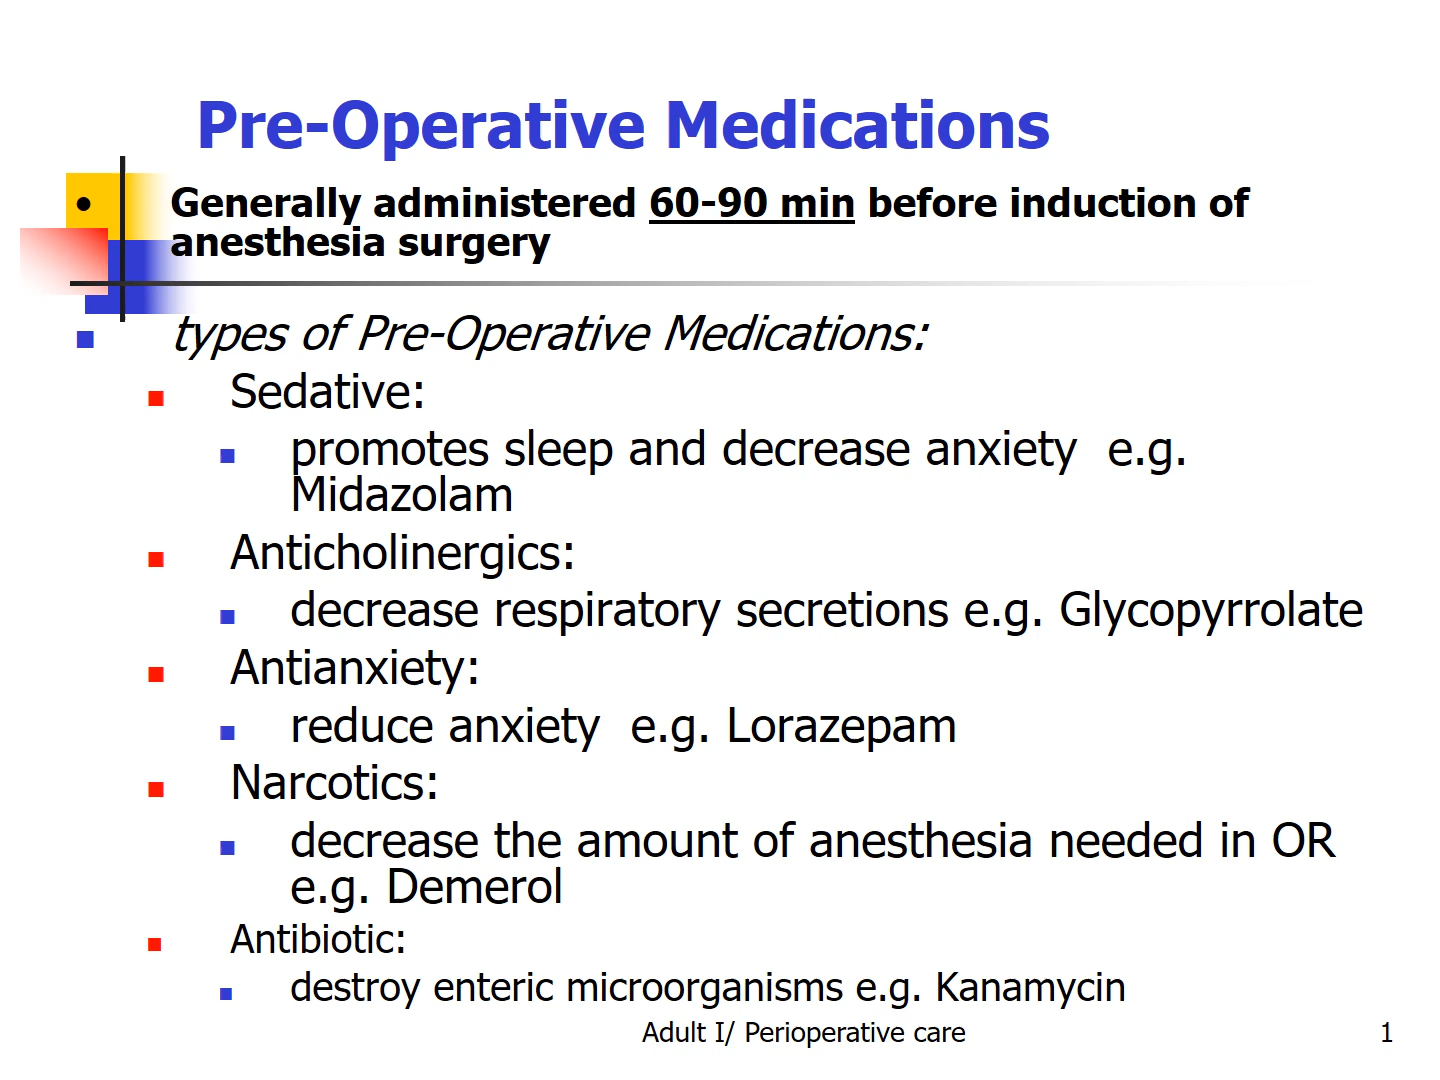 Pre-Operative Medications
• Generally administered 60-90 min before induction of
anesthesia surgery
types of Pre-Operative Medications:
Sedative:
promotes sleep and decrease anxiety e.g.
Midazolam
Anticholinergics:
decrease respiratory secretions e.g. Glycopyrrolate
Antianxiety:
reduce anxiety e.g. Lorazepam
Narcotics:
decrease the amount of anesthesia needed in OR
e.g. Demerol
Antibiotic:
destroy enteric microorganisms e.g. Kanamycin
Adult I/ Perioperative care
1